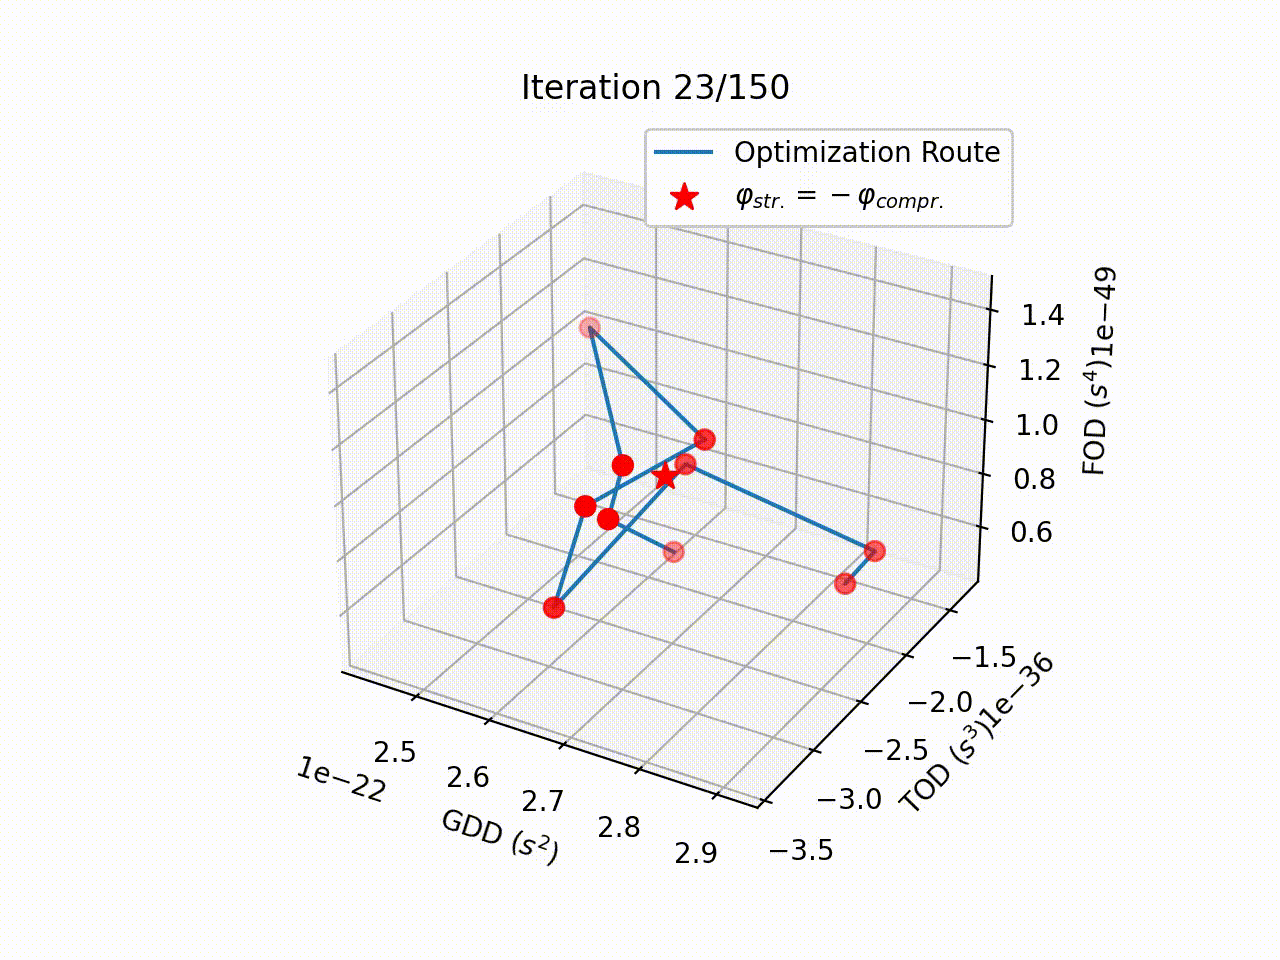 Iteration 23/150
Optimization Route
φstr. = −φcompr.
1.4
1.2
1.0
0.8
0.6
FOD (s⁴)1e−49
−1.5
−2.0
−2.5
−3.0
−3.5
TOD (s³)1e−36
2.5
2.6
2.7
2.8
2.9
1e−22
GDD (s²)